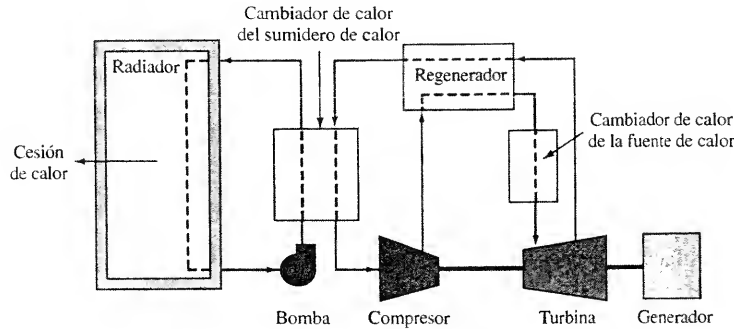 Cambiador de calor
del sumidero de calor
Radiador
Regenerador
Cambiador de calor
de la fuente de calor
Cesión
de calor
Bomba
Compresor
Turbina
Generador